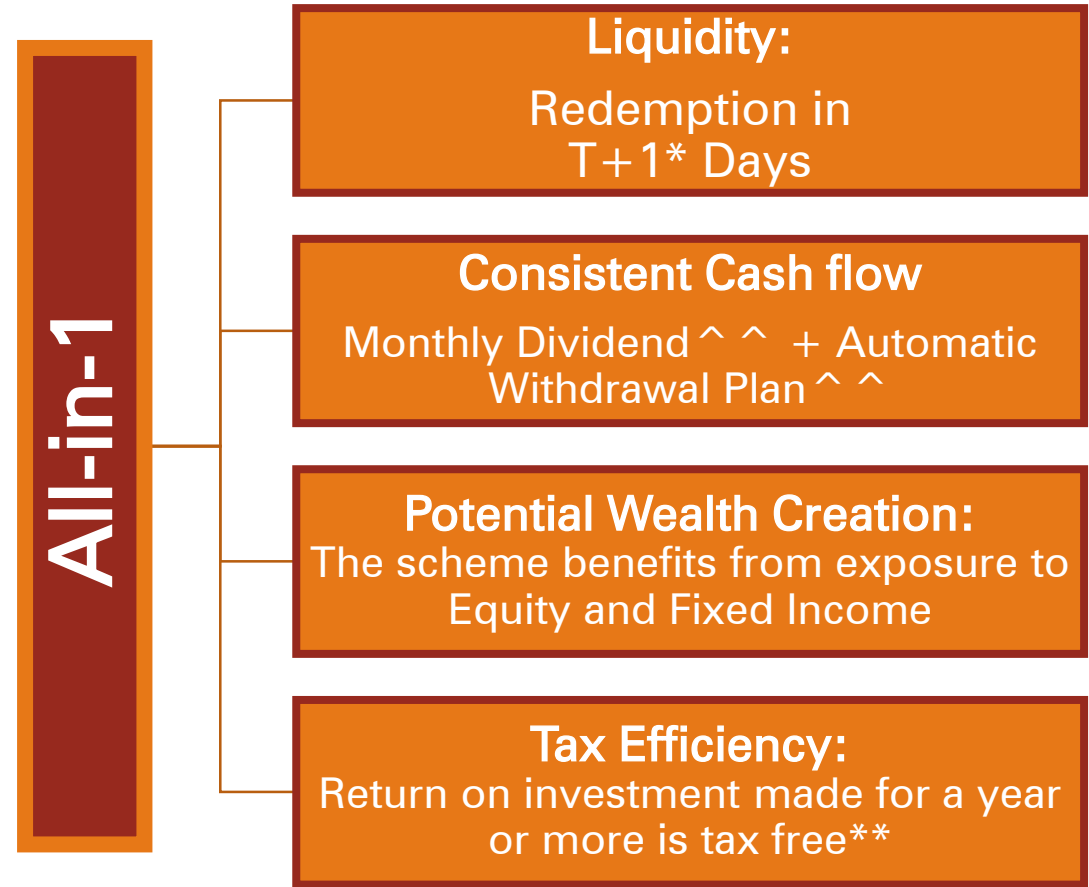 All-in-1
Liquidity:
Redemption in
T+1* Days
Consistent Cash flow
Monthly Dividend^ ^ + Automatic
Withdrawal Plan^ ^
Potential Wealth Creation:
The scheme benefits from exposure to
Equity and Fixed Income
Tax Efficiency:
Return on investment made for a year
or more is tax free**